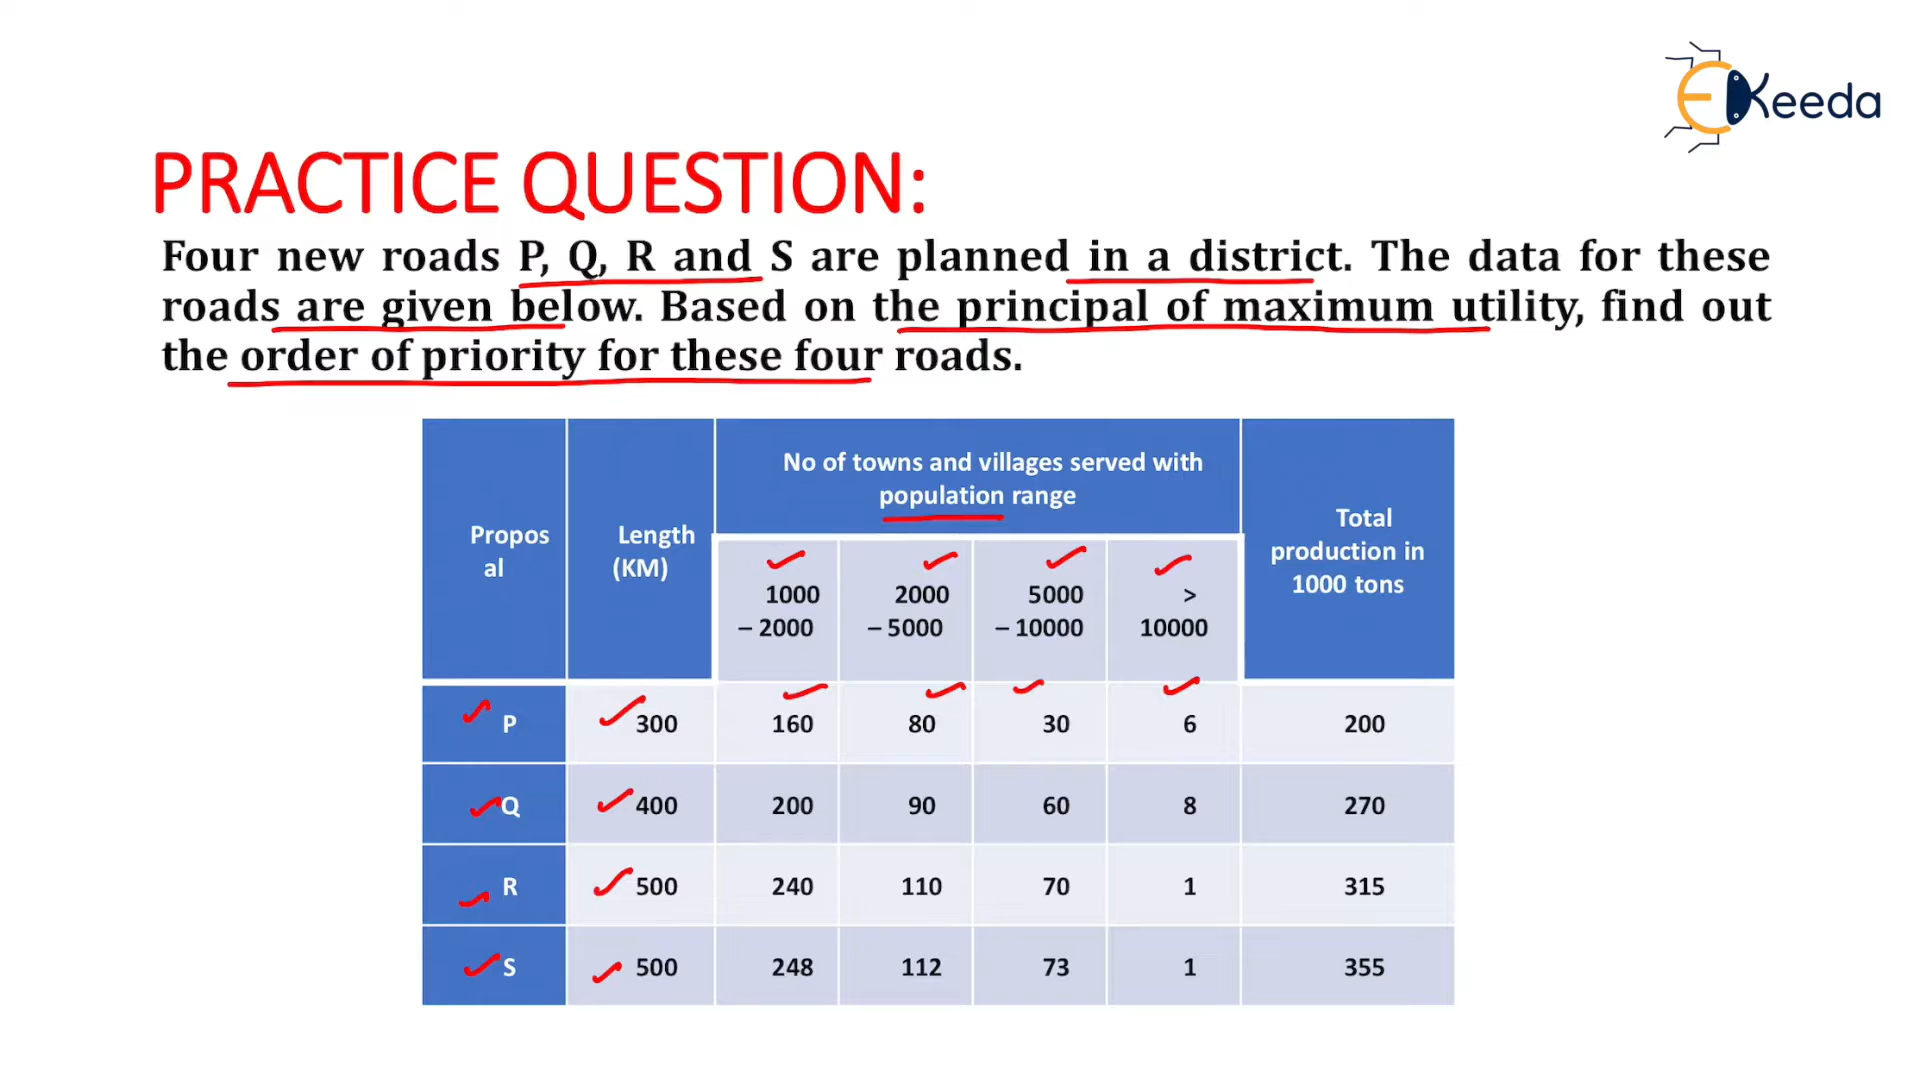 EKeeda
PRACTICE QUESTION:
Four new roads P, Q, R and S are planned in a district. The data for these
roads are given below. Based on the principal of maximum utility, find out
the order of priority for these four roads.
Propos
al
Length
(KM)
No of towns and villages served with
population range
Total
production in
1000 tons
1000
– 2000
2000
– 5000
5000
– 10000
>
10000
P 300 160 80 30 6 200
Q 400 200 90 60 8 270
R 500 240 110 70 1 315
S 500 248 112 73 1 355